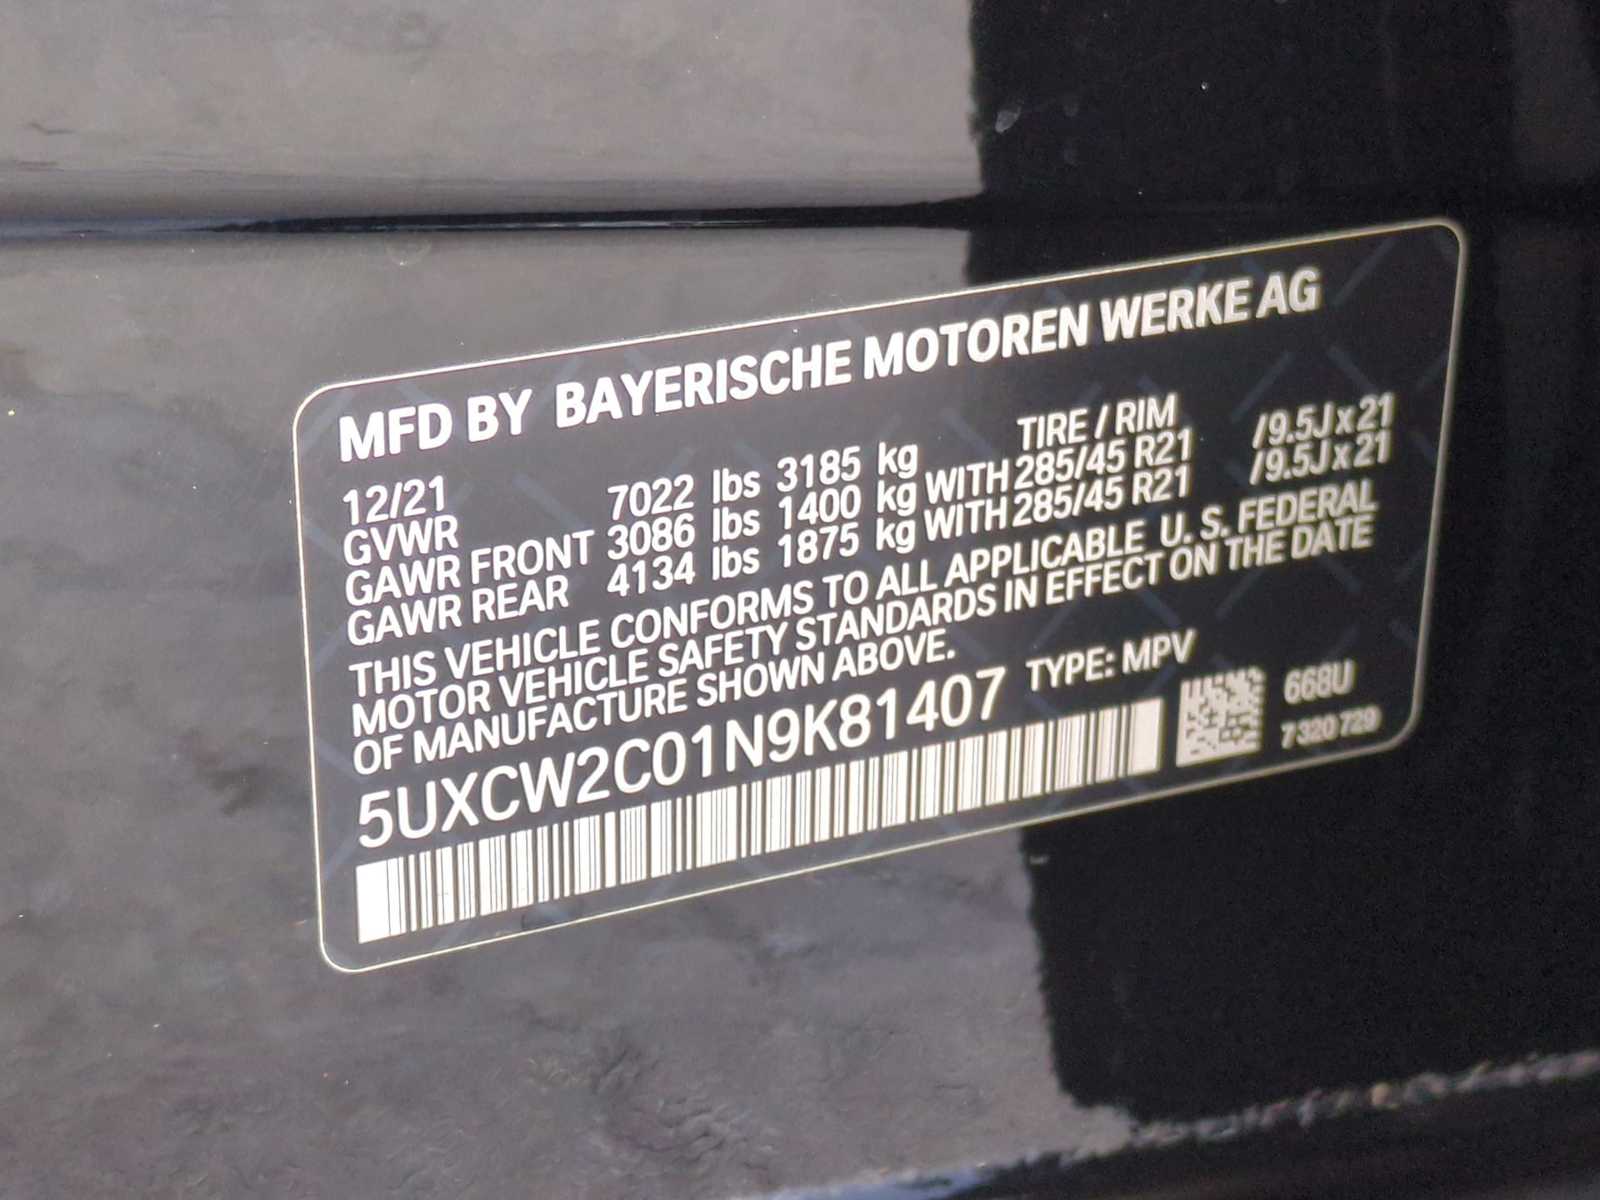 MFD BY BAYERISCHE MOTOREN WERKE AG
12/21 TIRE / RIM
GVWR 7022 lbs 3185 kg
GAWR FRONT 3086 lbs 1400 kg WITH 285/45 R21 /9.5J x 21
GAWR REAR 4134 lbs 1875 kg WITH 285/45 R21 /9.5J x 21
THIS VEHICLE CONFORMS TO ALL APPLICABLE U. S. FEDERAL
MOTOR VEHICLE SAFETY STANDARDS IN EFFECT ON THE DATE
OF MANUFACTURE SHOWN ABOVE.
5UXCW2C01N9K81407 TYPE: MPV
668U
7 320 729